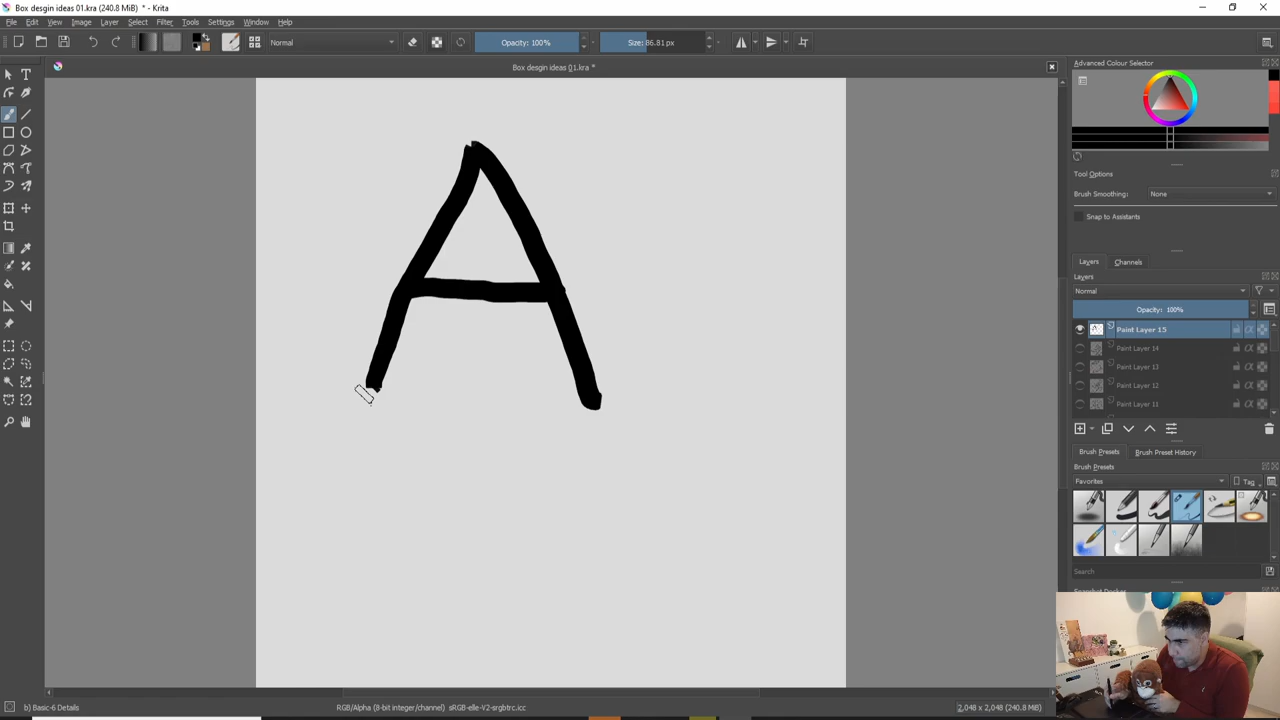 Box desgin ideas 01.kra (240.8 MiB) * - Krita
File Edit View Image Layer Select Filter Tools Settings Window Help
Normal
Opacity: 100%
Size: 86.81 px
Box desgin ideas 01.kra *
Advanced Colour Selector
Tool Options
Brush Smoothing: None
Snap to Assistants
Layers Channels
Layers
Normal
Opacity: 100%
Paint Layer 15
Paint Layer 14
Paint Layer 13
Paint Layer 12
Paint Layer 11
Brush Presets Brush Preset History
Brush Presets
Favorites
Tag
Search
Snapshot Docker
A
b) Basic-6 Details
RGB/Alpha (8-bit integer/channel) sRGB-elle-V2-srgbtrc.icc
2,048 x 2,048 (240.8 MiB)